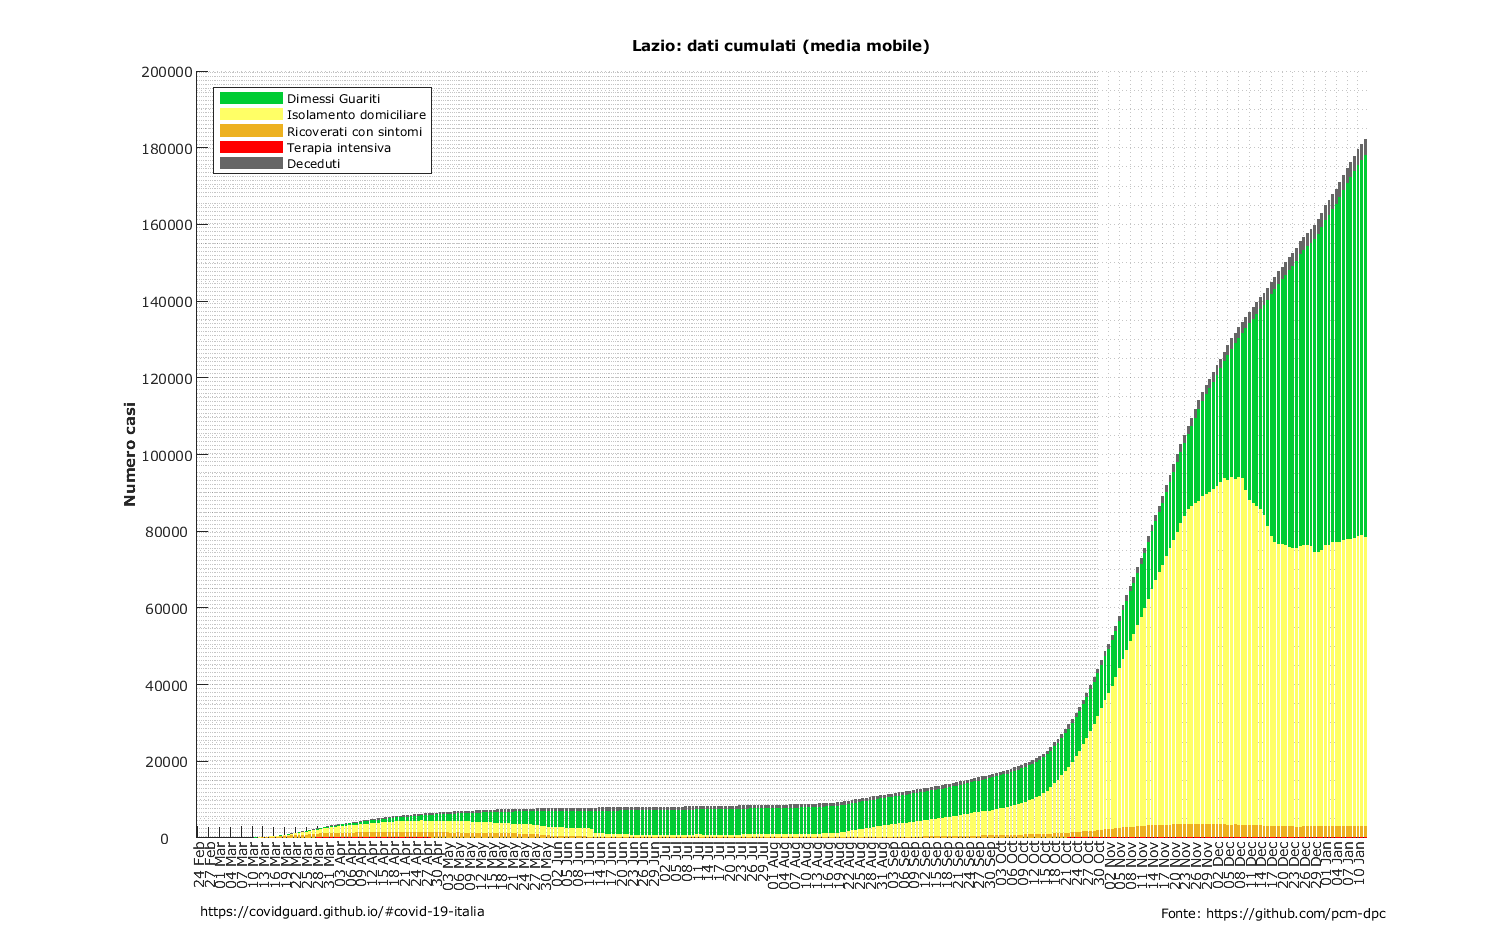 Lazio: dati cumulati (media mobile)
Numero casi
200000
180000
160000
140000
120000
100000
80000
60000
40000
20000
0
Dimessi Guariti
Isolamento domiciliare
Ricoverati con sintomi
Terapia intensiva
Deceduti
24 Feb
27 Feb
01 Mar
04 Mar
07 Mar
10 Mar
13 Mar
16 Mar
19 Mar
22 Mar
25 Mar
28 Mar
31 Mar
03 Apr
06 Apr
09 Apr
12 Apr
15 Apr
18 Apr
21 Apr
24 Apr
27 Apr
30 Apr
03 May
06 May
09 May
12 May
15 May
18 May
21 May
24 May
27 May
30 May
02 Jun
05 Jun
08 Jun
11 Jun
14 Jun
17 Jun
20 Jun
23 Jun
26 Jun
29 Jun
02 Jul
05 Jul
08 Jul
11 Jul
14 Jul
17 Jul
20 Jul
23 Jul
26 Jul
29 Jul
01 Aug
04 Aug
07 Aug
10 Aug
13 Aug
16 Aug
19 Aug
22 Aug
25 Aug
28 Aug
31 Aug
03 Sep
06 Sep
09 Sep
12 Sep
15 Sep
18 Sep
21 Sep
24 Sep
27 Sep
30 Sep
03 Oct
06 Oct
09 Oct
12 Oct
15 Oct
18 Oct
21 Oct
24 Oct
27 Oct
30 Oct
02 Nov
05 Nov
08 Nov
11 Nov
14 Nov
17 Nov
20 Nov
23 Nov
26 Nov
29 Nov
02 Dec
05 Dec
08 Dec
11 Dec
14 Dec
17 Dec
20 Dec
23 Dec
26 Dec
29 Dec
01 Jan
04 Jan
07 Jan
10 Jan
https://covidguard.github.io/#covid-19-italia
Fonte: https://github.com/pcm-dpc